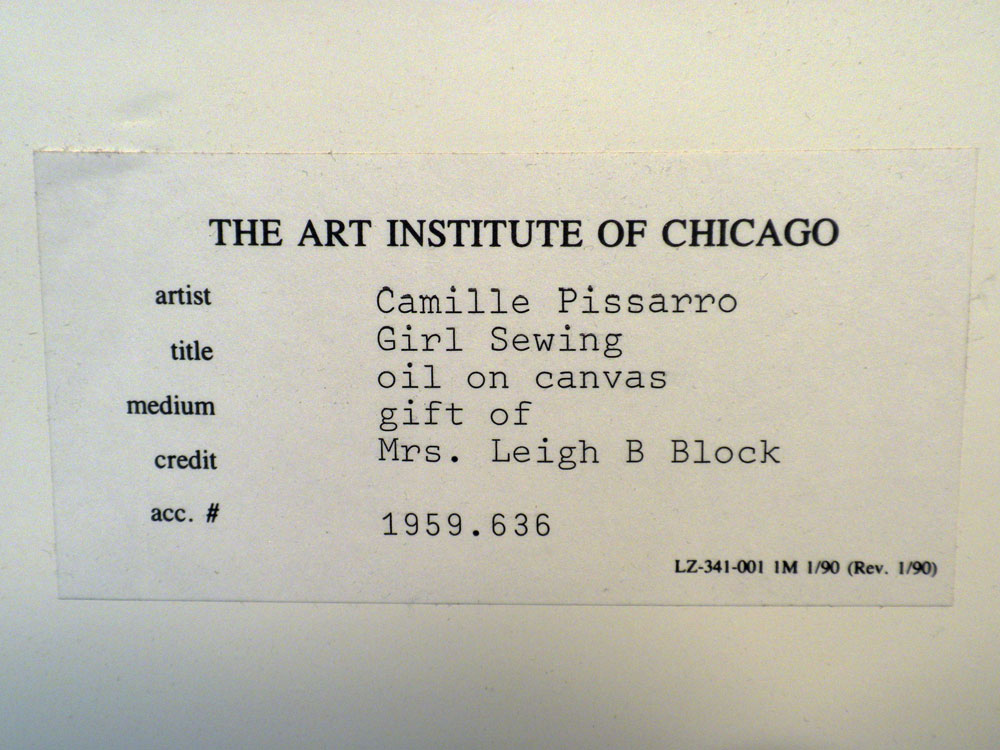 THE ART INSTITUTE OF CHICAGO
artist Camille Pissarro
title Girl Sewing
medium oil on canvas
credit gift of
Mrs. Leigh B Block
acc. # 1959.636
LZ-341-001 1M 1/90 (Rev. 1/90)